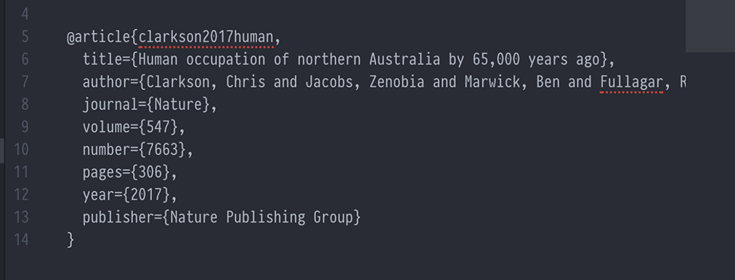 4
5 @article{clarkson2017human,
6 title={Human occupation of northern Australia by 65,000 years ago},
7 author={Clarkson, Chris and Jacobs, Zenobia and Marwick, Ben and Fullagar, R
8 journal={Nature},
9 volume={547},
10 number={7663},
11 pages={306},
12 year={2017},
13 publisher={Nature Publishing Group}
14 }